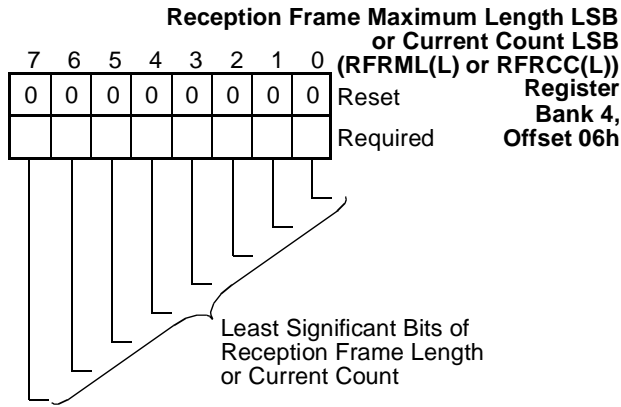 Reception Frame Maximum Length LSB
or Current Count LSB
(RFRML(L) or RFRCC(L))
Register
Bank 4,
Offset 06h
7 6 5 4 3 2 1 0
0 0 0 0 0 0 0 0 Reset
Required
Least Significant Bits of
Reception Frame Length
or Current Count